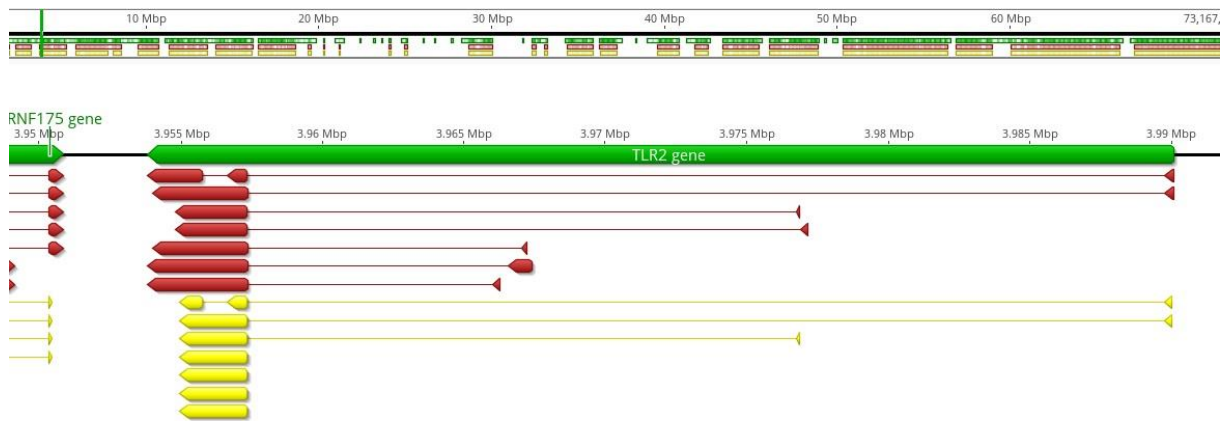 10 Mbp 20 Mbp 30 Mbp 40 Mbp 50 Mbp 60 Mbp 73,167,
RNF175 gene
3.95 Mbp 3.955 Mbp 3.96 Mbp 3.965 Mbp 3.97 Mbp 3.975 Mbp 3.98 Mbp 3.985 Mbp 3.99 Mbp
TLR2 gene